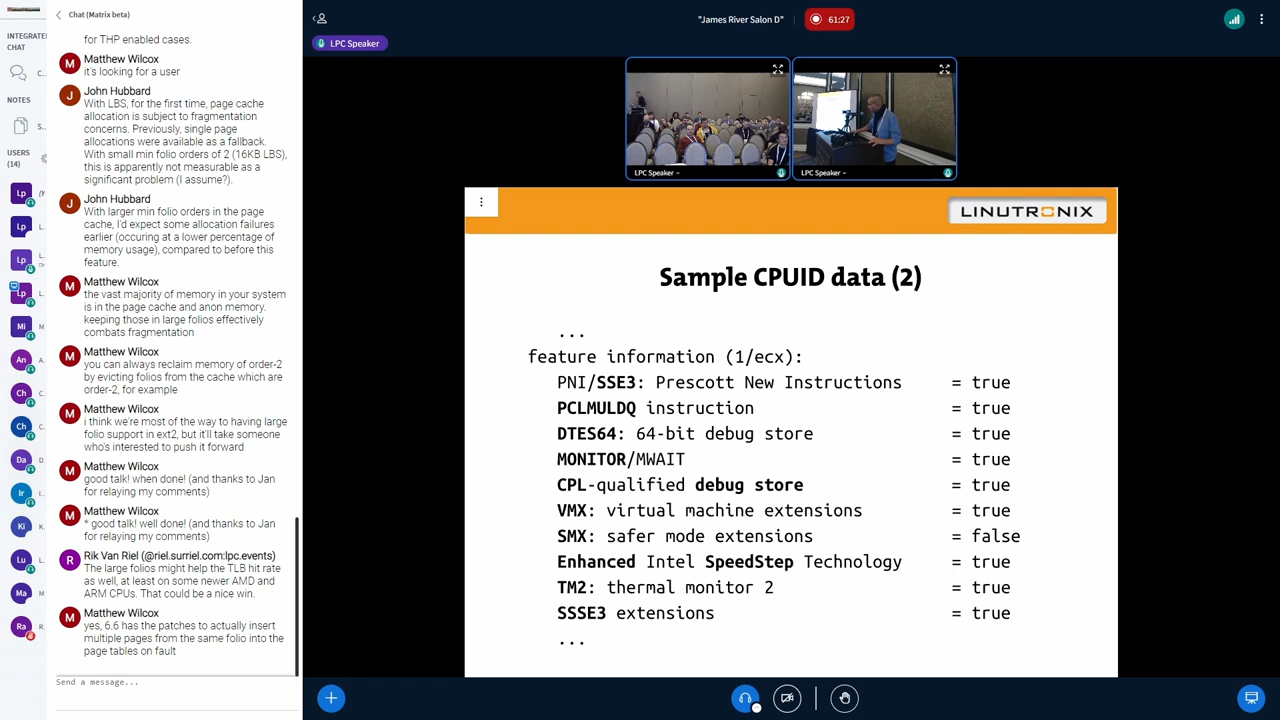 Chat (Matrix beta)
INTEGRATE
CHAT
C.
NOTES
S...
USERS
(14)
for THP enabled cases.
M
Matthew Wilcox
it's looking for a user
J
John Hubbard
With LBS, for the first time, page cache
allocation is subject to fragmentation
concerns. Previously, single page
allocations were available as a fallback.
With small min folio orders of 2 (16KB LBS),
this is apparently not measurable as a
significant problem (I assume?).
J
John Hubbard
With larger min folio orders in the page
cache, I'd expect some allocation failures
earlier (occuring at a lower percentage of
memory usage), compared to before this
feature.
M
Matthew Wilcox
the vast majority of memory in your system
is in the page cache and anon memory.
keeping those in large folios effectively
combats fragmentation
M
Matthew Wilcox
you can always reclaim memory of order-2
by evicting folios from the cache which are
order-2, for example
M
Matthew Wilcox
i think we're most of the way to having large
folio support in ext2, but it'll take someone
who's interested to push it forward
M
Matthew Wilcox
good talk! when done! (and thanks to Jan
for relaying my comments)
M
Matthew Wilcox
* good talk! well done! (and thanks to Jan
for relaying my comments)
R
Rik Van Riel (@riel.surriel.com:lpc.events)
The large folios might help the TLB hit rate
as well, at least on some newer AMD and
ARM CPUs. That could be a nice win.
M
Matthew Wilcox
yes, 6.6 has the patches to actually insert
multiple pages from the same folio into the
page tables on fault
Send a message...
Lp
Lp
Lp L.
Lp L.
Mi M
An A.
Ch C
Ch C
Da D.
Ir I..
Ki K.
Lu L.
Ma M
Ra R
"James River Salon D"
61:27
LPC Speaker
LPC Speaker
LPC Speaker
LINUTRONIX
Sample CPUID data (2)
...
feature information (1/ecx):
PNI/SSE3: Prescott New Instructions = true
PCLMULDQ instruction = true
DTES64: 64-bit debug store = true
MONITOR/MWAIT = true
CPL-qualified debug store = true
VMX: virtual machine extensions = true
SMX: safer mode extensions = false
Enhanced Intel SpeedStep Technology = true
TM2: thermal monitor 2 = true
SSSE3 extensions = true
...